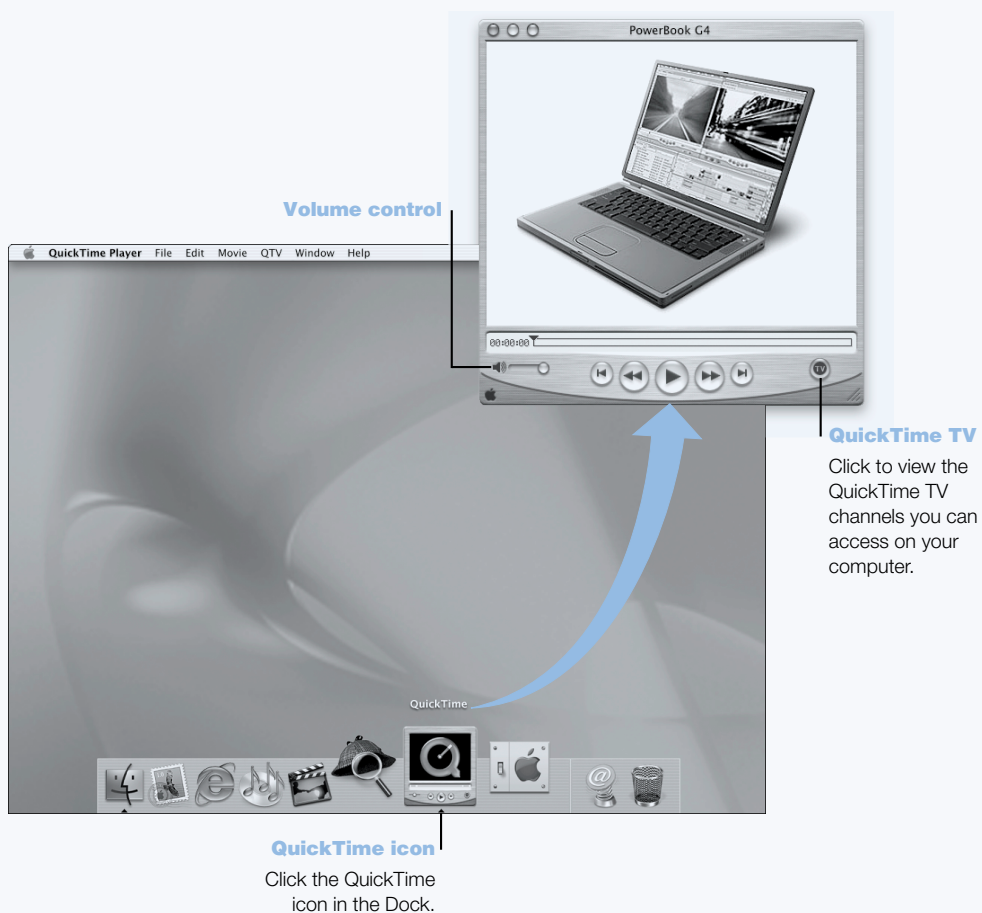 PowerBook G4
Volume control
QuickTime Player File Edit Movie QTV Window Help
00:00:00
TV
QuickTime TV
Click to view the
QuickTime TV
channels you can
access on your
computer.
QuickTime
@
QuickTime icon
Click the QuickTime
icon in the Dock.